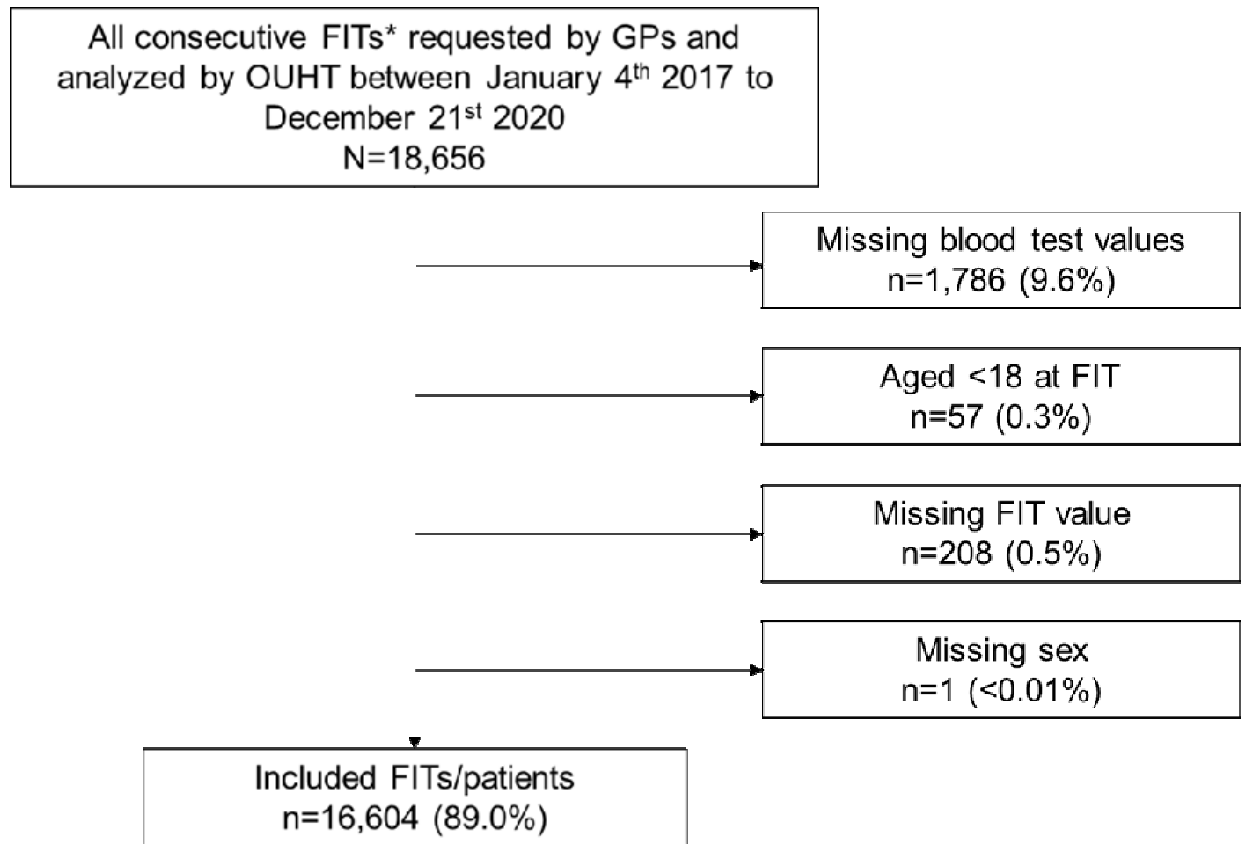 All consecutive FITs* requested by GPs and
analyzed by OUHT between January 4th 2017 to
December 21st 2020
N=18,656
Missing blood test values
n=1,786 (9.6%)
Aged <18 at FIT
n=57 (0.3%)
Missing FIT value
n=208 (0.5%)
Missing sex
n=1 (<0.01%)
Included FITs/patients
n=16,604 (89.0%)